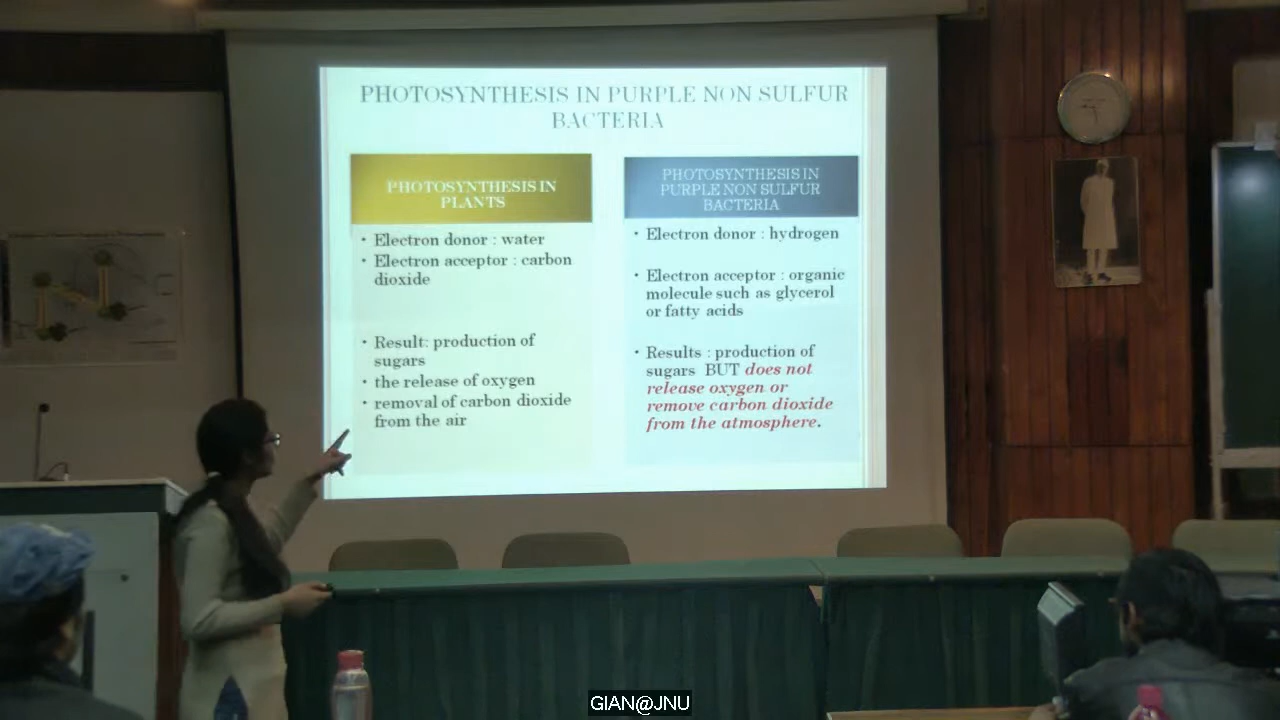 PHOTOSYNTHESIS IN PURPLE NON SULFUR
BACTERIA
PHOTOSYNTHESIS IN
PLANTS
• Electron donor : water
• Electron acceptor : carbon
dioxide
• Result: production of
sugars
• the release of oxygen
• removal of carbon dioxide
from the air
PHOTOSYNTHESIS IN
PURPLE NON SULFUR
BACTERIA
• Electron donor : hydrogen
• Electron acceptor : organic
molecule such as glycerol
or fatty acids
• Results : production of
sugars BUT does not
release oxygen or
remove carbon dioxide
from the atmosphere.
GIAN@JNU